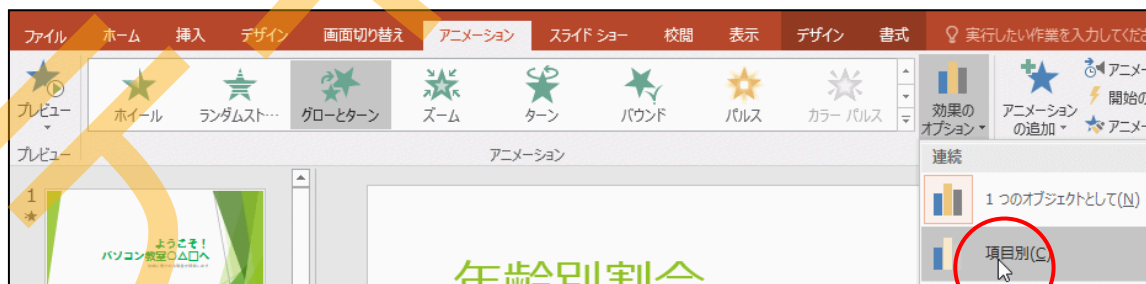 ファイル ホーム 挿入 デザイン 画面切り替え アニメーション スライド ショー 校閲 表示 デザイン 書式 実行したい作業を入力してくだ
プレビュー ホイール ランダムスト… グローとターン ズーム ターン バウンド パルス カラー パルス 効果の オプション アニメーション の追加 アニメー
開始の
アニメー
プレビュー アニメーション
連続
1 つのオブジェクトとして(N)
項目別(C)
1
ようこそ！
パソコン教室○△□へ
年齢別割合